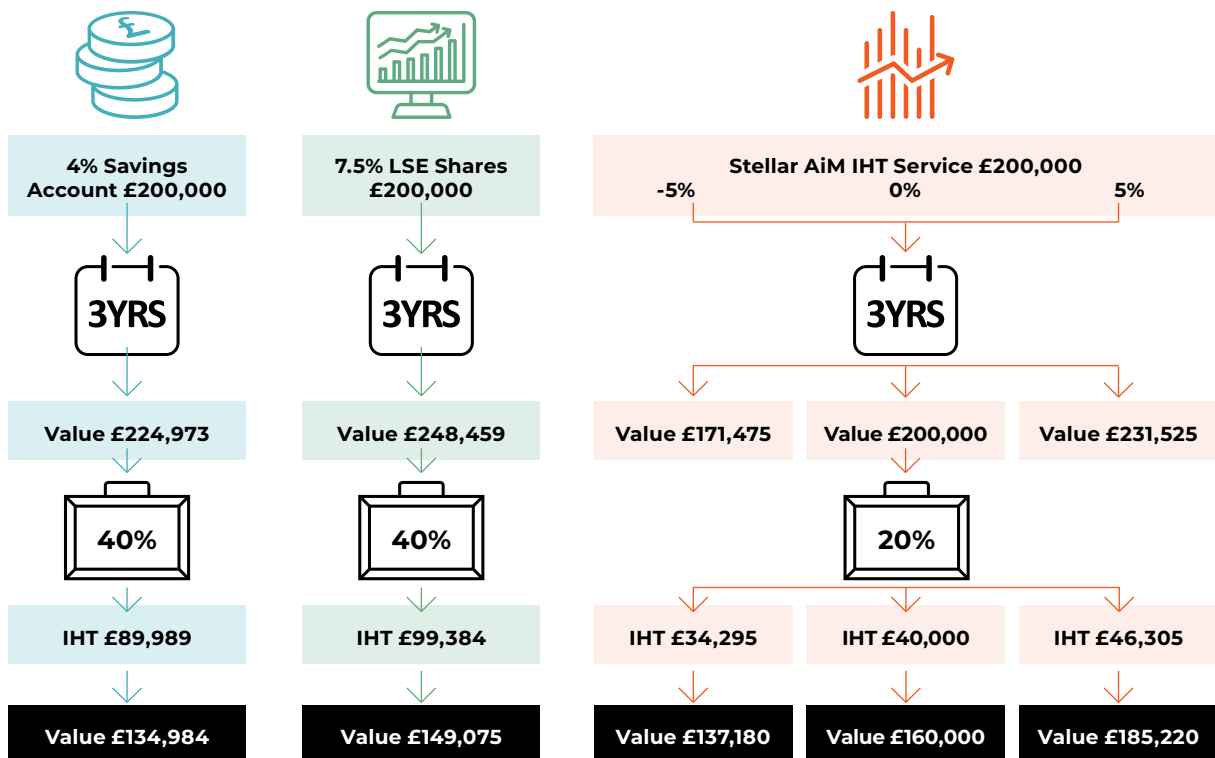 4% Savings
Account £200,000
7.5% LSE Shares
£200,000
Stellar AiM IHT Service £200,000
-5% 0% 5%
3YRS
3YRS
3YRS
Value £224,973
Value £248,459
Value £171,475
Value £200,000
Value £231,525
40%
40%
20%
IHT £89,989
IHT £99,384
IHT £34,295
IHT £40,000
IHT £46,305
Value £134,984
Value £149,075
Value £137,180
Value £160,000
Value £185,220